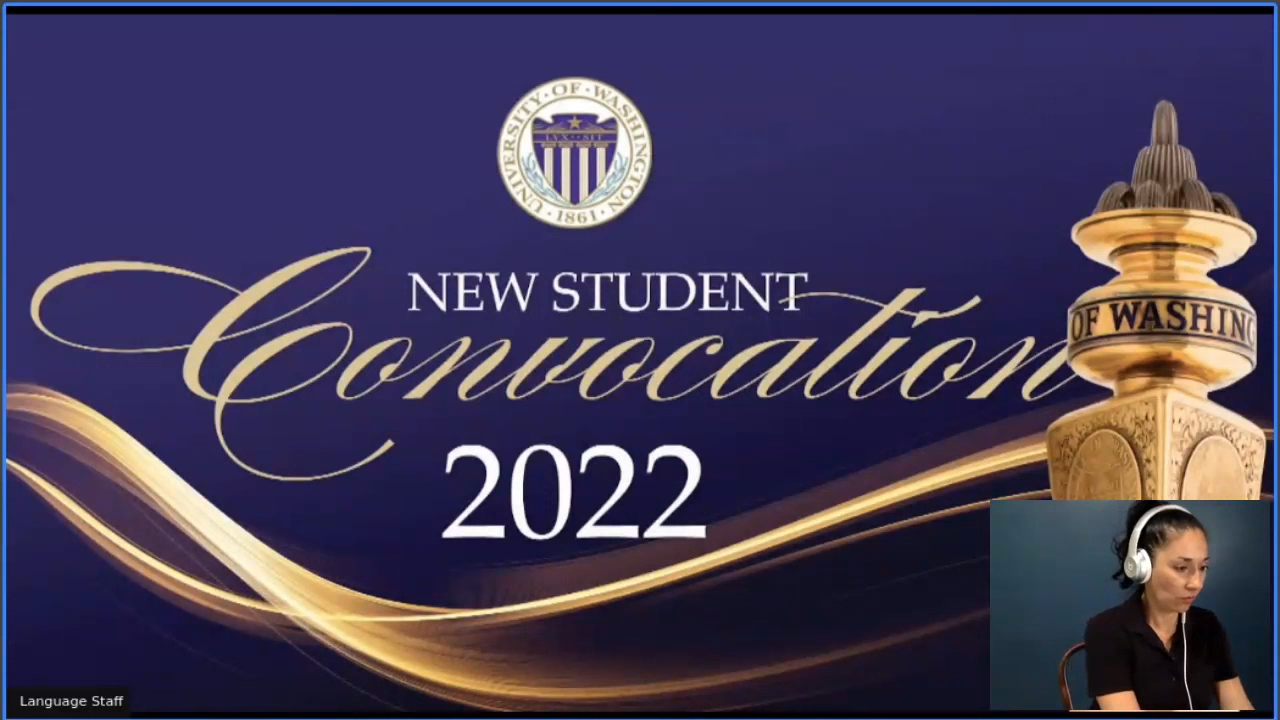 UNIVERSITY·OF·WASHINGTON
·1861·
NEW STUDENT
Convocation
2022
OF WASHING
Language Staff